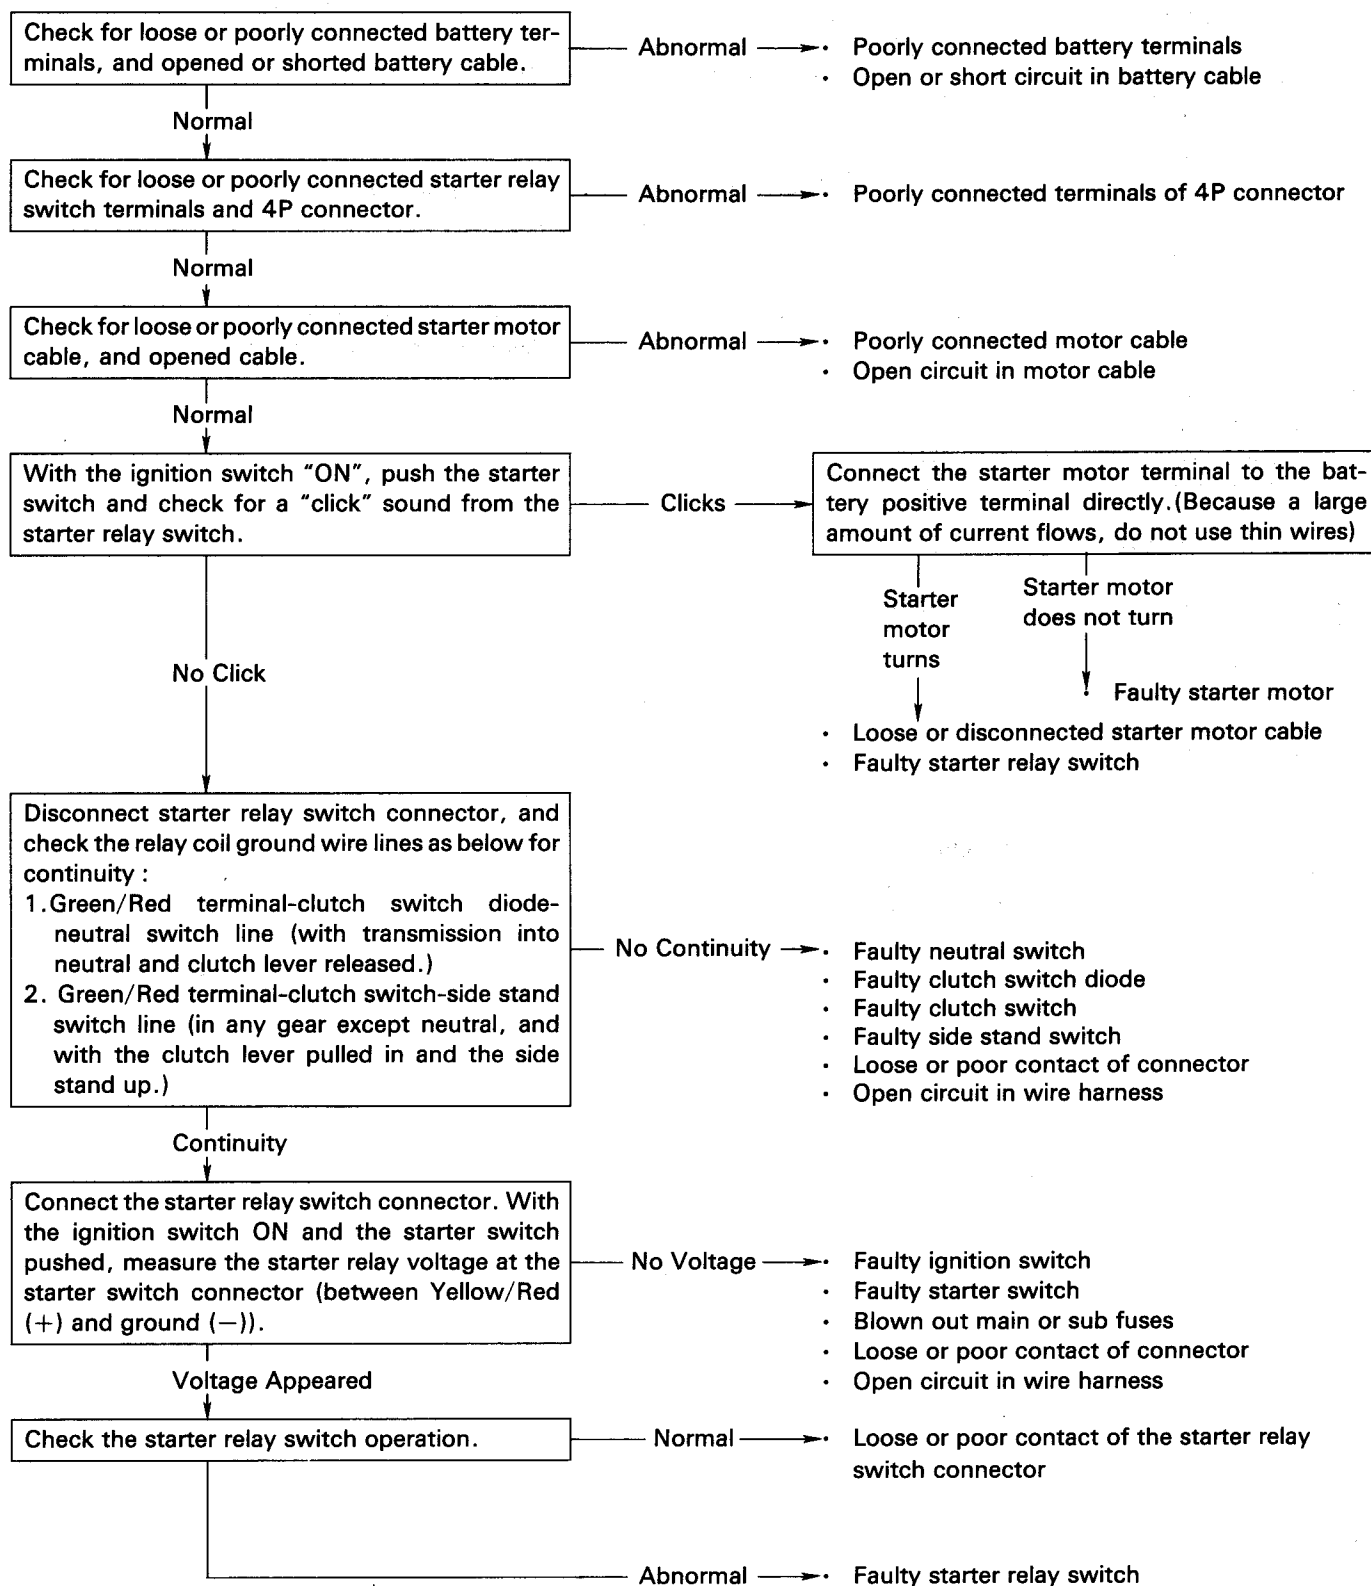 Check for loose or poorly connected battery ter-
minals, and opened or shorted battery cable.
Abnormal
· Poorly connected battery terminals
· Open or short circuit in battery cable
Normal
Check for loose or poorly connected starter relay
switch terminals and 4P connector.
Abnormal
· Poorly connected terminals of 4P connector
Normal
Check for loose or poorly connected starter motor
cable, and opened cable.
Abnormal
· Poorly connected motor cable
· Open circuit in motor cable
Normal
With the ignition switch “ON”, push the starter
switch and check for a “click” sound from the
starter relay switch.
Clicks
Connect the starter motor terminal to the bat-
tery positive terminal directly.(Because a large
amount of current flows, do not use thin wires)
Starter
motor
turns
Starter motor
does not turn
· Faulty starter motor
· Loose or disconnected starter motor cable
· Faulty starter relay switch
No Click
Disconnect starter relay switch connector, and
check the relay coil ground wire lines as below for
continuity :
1.Green/Red terminal-clutch switch diode-
neutral switch line (with transmission into
neutral and clutch lever released.)
2. Green/Red terminal-clutch switch-side stand
switch line (in any gear except neutral, and
with the clutch lever pulled in and the side
stand up.)
No Continuity
· Faulty neutral switch
· Faulty clutch switch diode
· Faulty clutch switch
· Faulty side stand switch
· Loose or poor contact of connector
· Open circuit in wire harness
Continuity
Connect the starter relay switch connector. With
the ignition switch ON and the starter switch
pushed, measure the starter relay voltage at the
starter switch connector (between Yellow/Red
(+) and ground (−)).
No Voltage
· Faulty ignition switch
· Faulty starter switch
· Blown out main or sub fuses
· Loose or poor contact of connector
· Open circuit in wire harness
Voltage Appeared
Check the starter relay switch operation.
Normal
· Loose or poor contact of the starter relay
switch connector
Abnormal
· Faulty starter relay switch